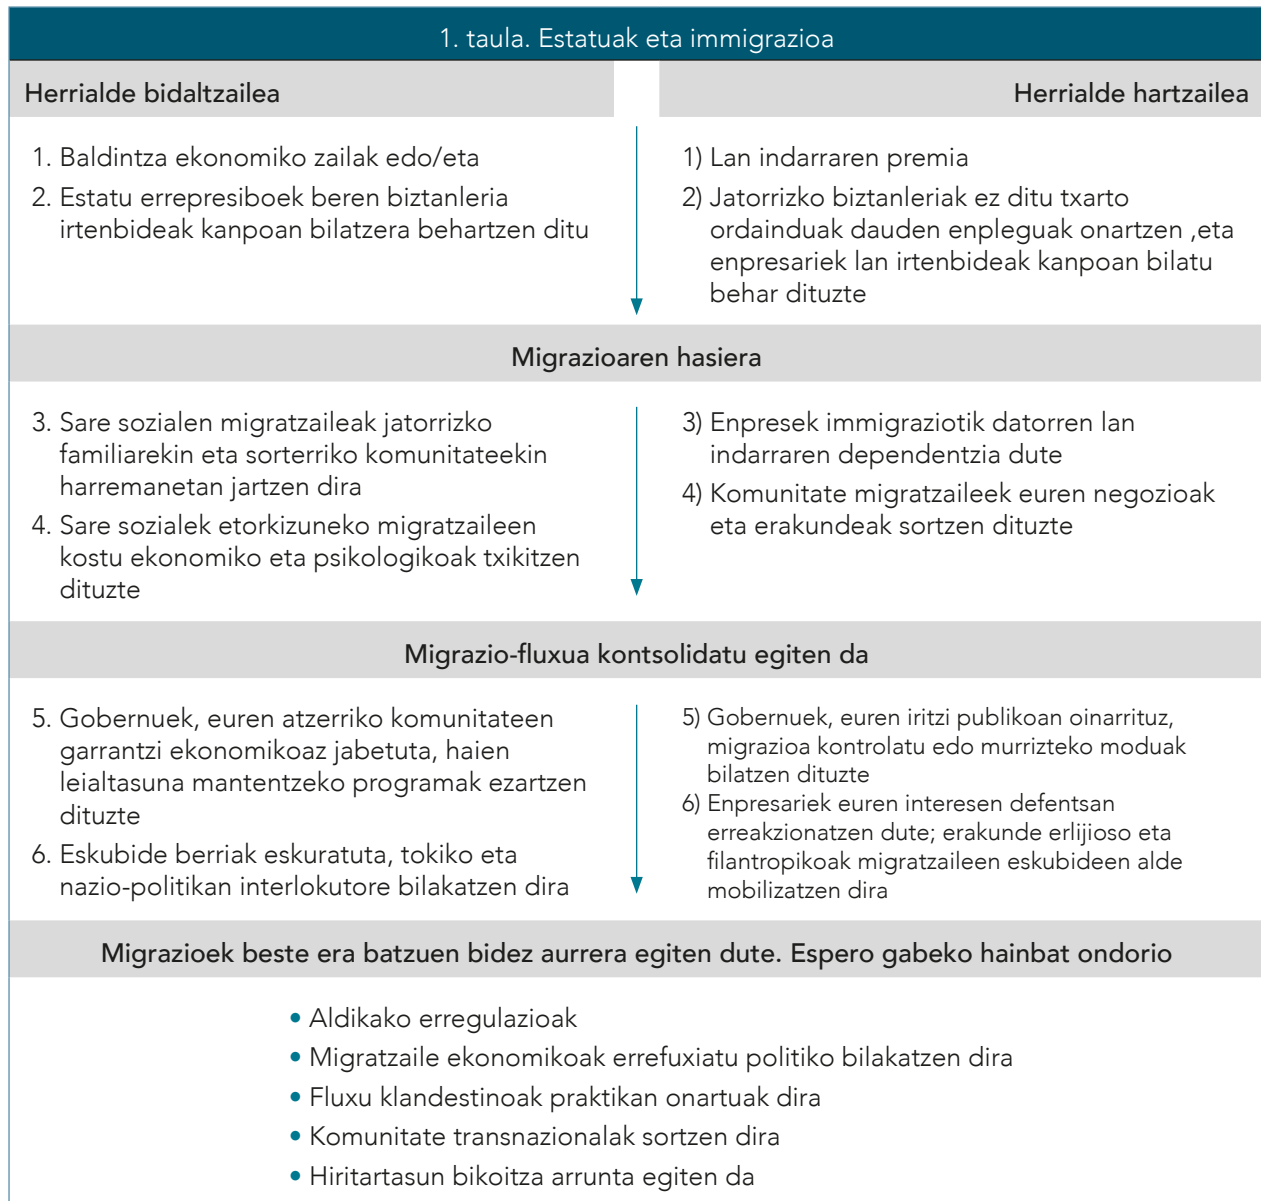 1. taula. Estatuak eta immigrazioa
Herrialde bidaltzailea
Herrialde hartzailea
1. Baldintza ekonomiko zailak edo/eta
2. Estatu errepresiboek beren biztanleria
irtenbideak kanpoan bilatzera behartzen ditu
1) Lan indarraren premia
2) Jatorrizko biztanleriak ez ditu txarto
ordainduak dauden enpleguak onartzen ,eta
enpresariek lan irtenbideak kanpoan bilatu
behar dituzte
Migrazioaren hasiera
3. Sare sozialen migratzaileak jatorrizko
familiarekin eta sorterriko komunitateekin
harremanetan jartzen dira
4. Sare sozialek etorkizuneko migratzaileen
kostu ekonomiko eta psikologikoak txikitzen
dituzte
3) Enpresek immigraziotik datorren lan
indarraren dependentzia dute
4) Komunitate migratzaileek euren negozioak
eta erakundeak sortzen dituzte
Migrazio-fluxua kontsolidatu egiten da
5. Gobernuek, euren atzerriko komunitateen
garrantzi ekonomikoaz jabetuta, haien
leialtasuna mantentzeko programak ezartzen
dituzte
6. Eskubide berriak eskuratuta, tokiko eta
nazio-politikan interlokutore bilakatzen dira
5) Gobernuek, euren iritzi publikoan oinarrituz,
migrazioa kontrolatu edo murrizteko moduak
bilatzen dituzte
6) Enpresariek euren interesen defentsan
erreakzionatzen dute; erakunde erlijioso eta
filantropikoak migratzaileen eskubideen alde
mobilizatzen dira
Migrazioek beste era batzuen bidez aurrera egiten dute. Espero gabeko hainbat ondorio
• Aldikako erregulazioak
• Migratzaile ekonomikoak errefuxiatu politiko bilakatzen dira
• Fluxu klandestinoak praktikan onartuak dira
• Komunitate transnazionalak sortzen dira
• Hiritartasun bikoitza arrunta egiten da